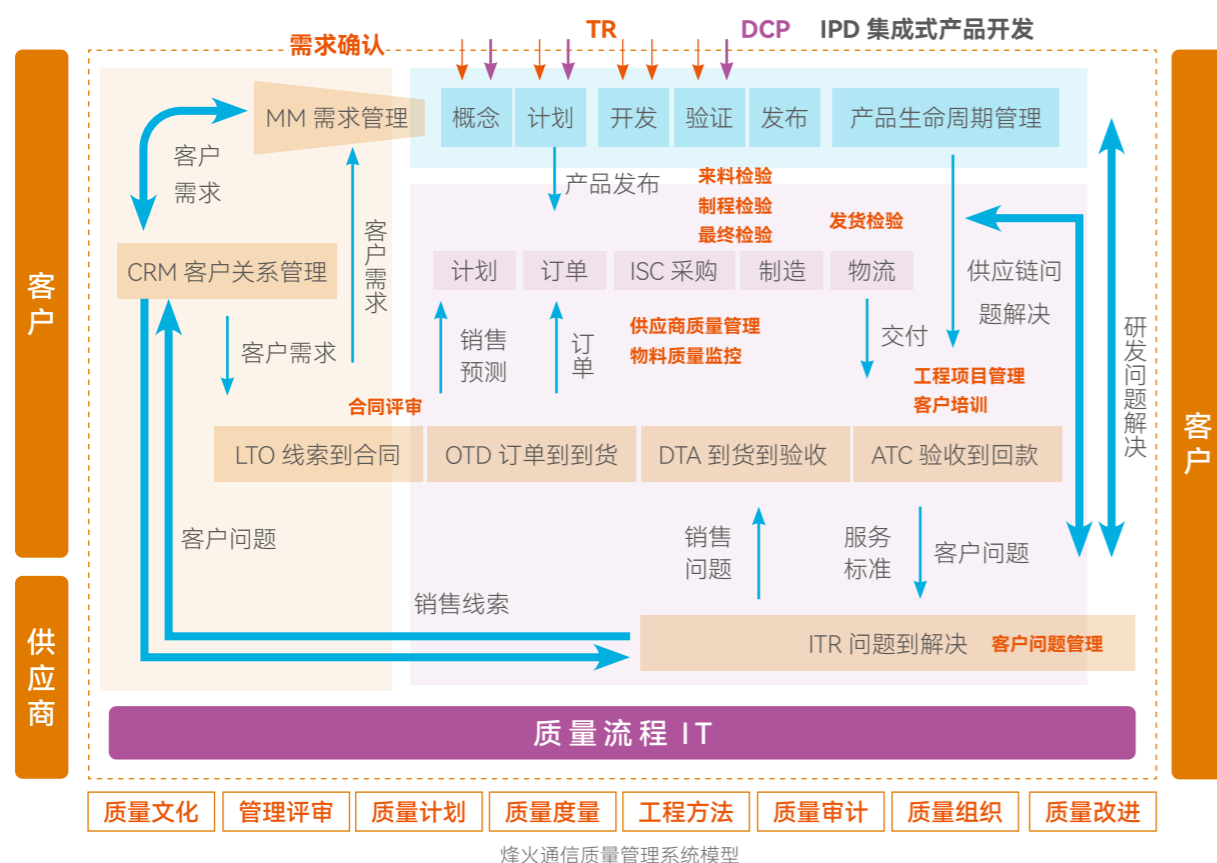 需求确认
TR
DCP
IPD 集成式产品开发
客户
供应商
客户
MM 需求管理
概念
计划
开发
验证
发布
产品生命周期管理
客户
需求
客户需求
产品发布
来料检验
制程检验
最终检验
发货检验
CRM 客户关系管理
计划
订单
ISC 采购
制造
物流
供应链问
题解决
研发问题解决
客户需求
销售
预测
订单
供应商质量管理
物料质量监控
交付
工程项目管理
客户培训
合同评审
LTO 线索到合同
OTD 订单到到货
DTA 到货到验收
ATC 验收到回款
客户问题
销售
问题
服务
标准
客户问题
销售线索
ITR 问题到解决
客户问题管理
质量流程 IT
质量文化
管理评审
质量计划
质量度量
工程方法
质量审计
质量组织
质量改进
烽火通信质量管理系统模型